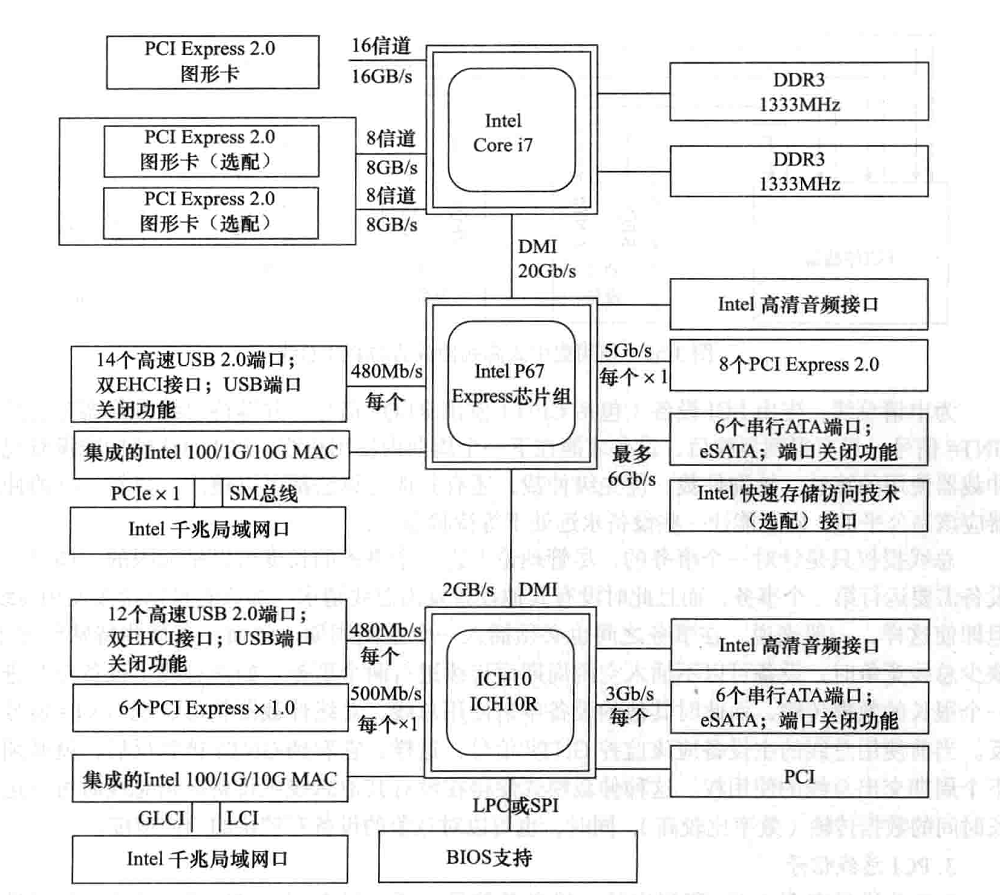 PCI Express 2.0
图形卡
16信道
16GB/s
PCI Express 2.0
图形卡（选配）
8信道
8GB/s
PCI Express 2.0
图形卡（选配）
8信道
8GB/s
Intel
Core i7
DDR3
1333MHz
DDR3
1333MHz
DMI
20Gb/s
Intel 高清音频接口
14个高速USB 2.0端口；
双EHCI接口；USB端口
关闭功能
480Mb/s
每个
Intel P67
Express芯片组
5Gb/s
每个×1
8个PCI Express 2.0
集成的Intel 100/1G/10G MAC
最多
6Gb/s
6个串行ATA端口；
eSATA；端口关闭功能
PCIe×1
SM总线
Intel 快速存储访问技术
（选配）接口
Intel 千兆局域网口
2GB/s
DMI
12个高速USB 2.0端口；
双EHCI接口；USB端口
关闭功能
480Mb/s
每个
ICH10
ICH10R
Intel 高清音频接口
6个PCI Express×1.0
500Mb/s
每个×1
3Gb/s
每个
6个串行ATA端口；
eSATA；端口关闭功能
集成的Intel 100/1G/10G MAC
PCI
GLCI
LCI
LPC或SPI
Intel 千兆局域网口
BIOS支持